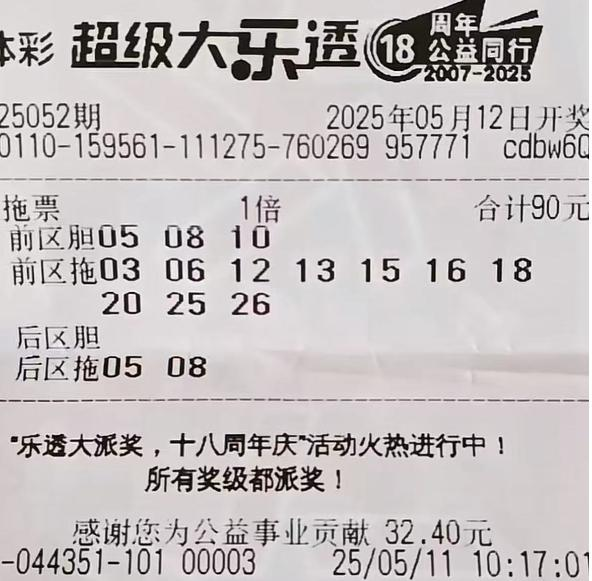 体彩 超级大乐透 18 周年
公益同行
2007-2025
25052期 2025年05月12日开奖
0110-159561-111275-760269 957771 cdbw6Q
拖票 1倍 合计90元
前区胆05 08 10
前区拖03 06 12 13 15 16 18
20 25 26
后区胆
后区拖05 08
"乐透大派奖，十八周年庆"活动火热进行中！
所有奖级都派奖！
感谢您为公益事业贡献 32.40元
-044351-101 00003 25/05/11 10:17:01